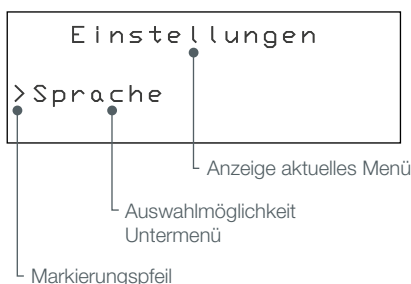 Einstellungen
>Sprache
Anzeige aktuelles Menü
Auswahlmöglichkeit
Untermenü
Markierungspfeil